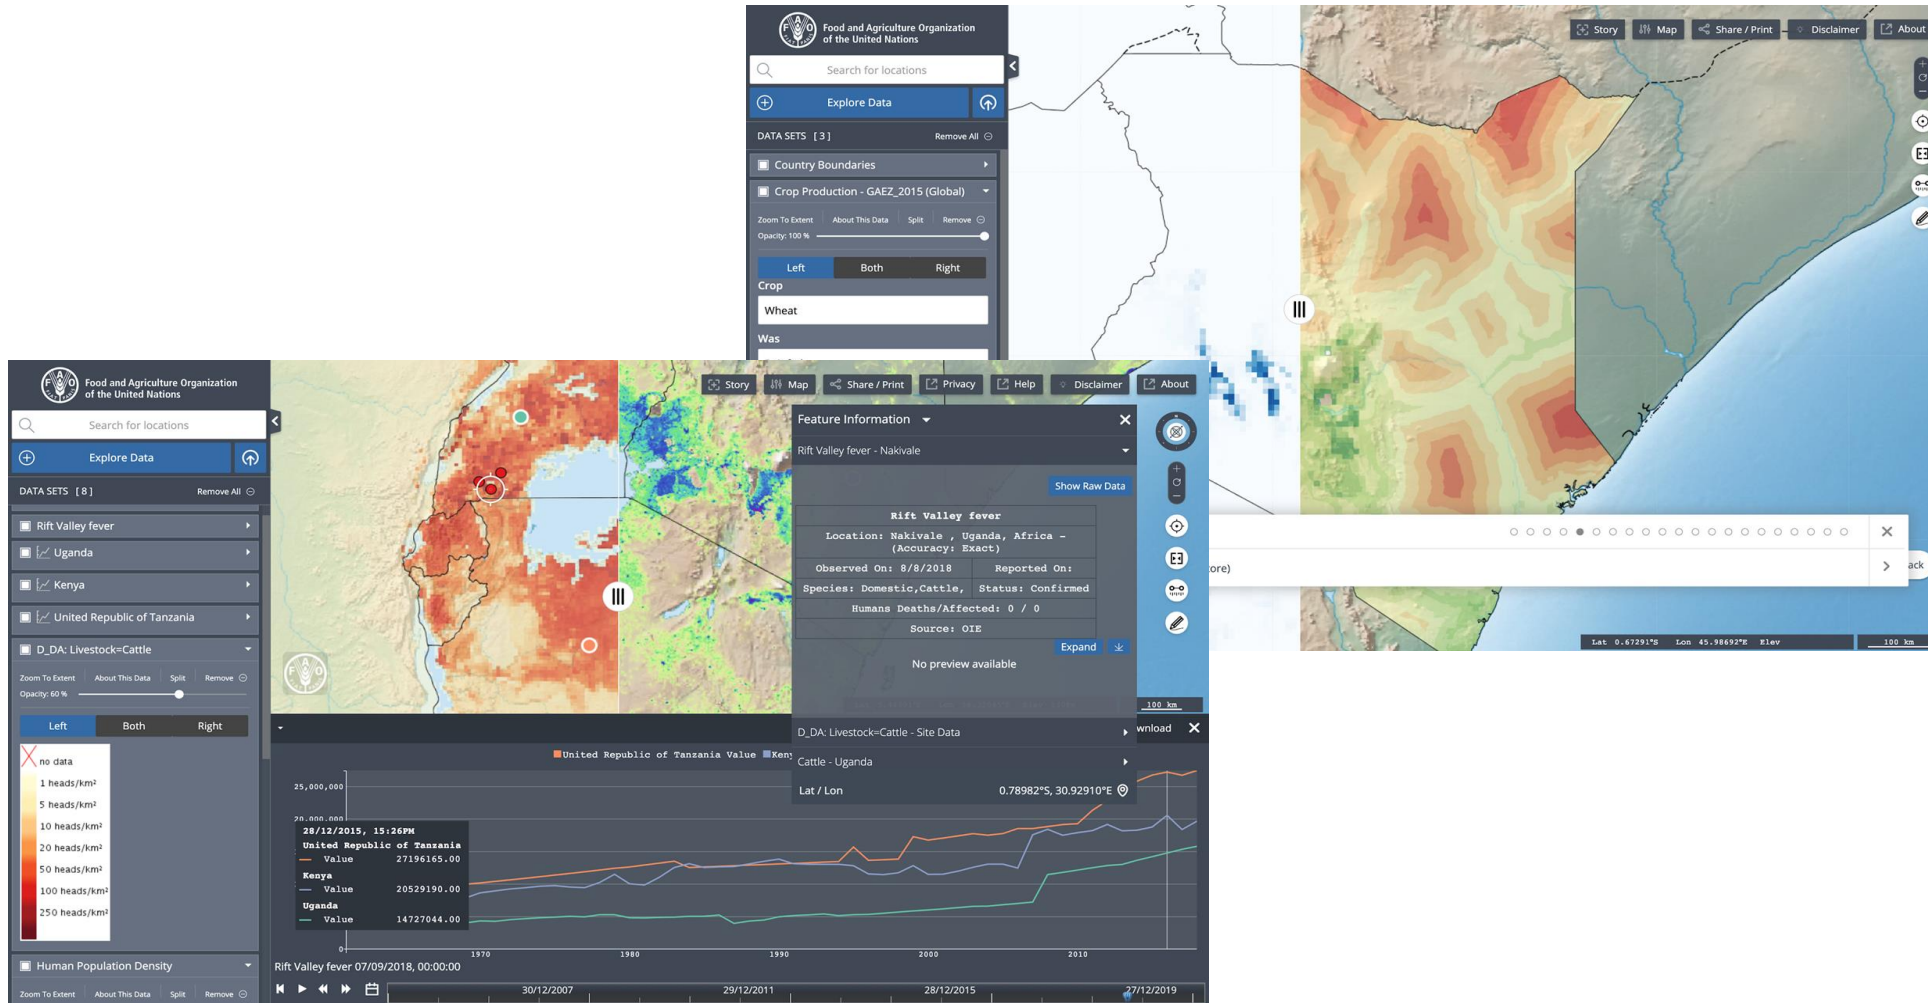 Food and Agriculture Organization
of the United Nations
Search for locations
Explore Data
DATA SETS [ 3 ]
Remove All
Country Boundaries
Crop Production - GAEZ_2015 (Global)
Zoom To Extent
About This Data
Split
Remove
Opacity: 100 %
Left
Both
Right
Crop
Wheat
Was
Story
Map
Share / Print
Disclaimer
About
ore)
ack
Lat 0.67291°S Lon 45.98692°E Elev
100 km
Food and Agriculture Organization
of the United Nations
Search for locations
Explore Data
DATA SETS [ 8 ]
Remove All
Rift Valley fever
Uganda
Kenya
United Republic of Tanzania
D_DA: Livestock=Cattle
Zoom To Extent
About This Data
Split
Remove
Opacity: 60 %
Left
Both
Right
no data
1 heads/km²
5 heads/km²
10 heads/km²
20 heads/km²
50 heads/km²
100 heads/km²
250 heads/km²
Human Population Density
Zoom To Extent
About This Data
Split
Remove
Story
Map
Share / Print
Privacy
Help
Disclaimer
About
Feature Information
Rift Valley fever - Nakivale
Show Raw Data
Rift Valley fever
Location: Nakivale , Uganda, Africa -
(Accuracy: Exact)
Observed On: 8/8/2018
Reported On:
Species: Domestic,Cattle,
Status: Confirmed
Humans Deaths/Affected: 0 / 0
Source: OIE
Expand
No preview available
D_DA: Livestock=Cattle - Site Data
Cattle - Uganda
Lat / Lon
0.78982°S, 30.92910°E
100 km
wnload
United Republic of Tanzania Value
Keny
25,000,000
20,000,000
0
28/12/2015, 15:26PM
United Republic of Tanzania
Value 27196165.00
Kenya
Value 20529190.00
Uganda
Value 14727044.00
1970
1980
1990
2000
2010
Rift Valley fever 07/09/2018, 00:00:00
30/12/2007
29/12/2011
28/12/2015
27/12/2019